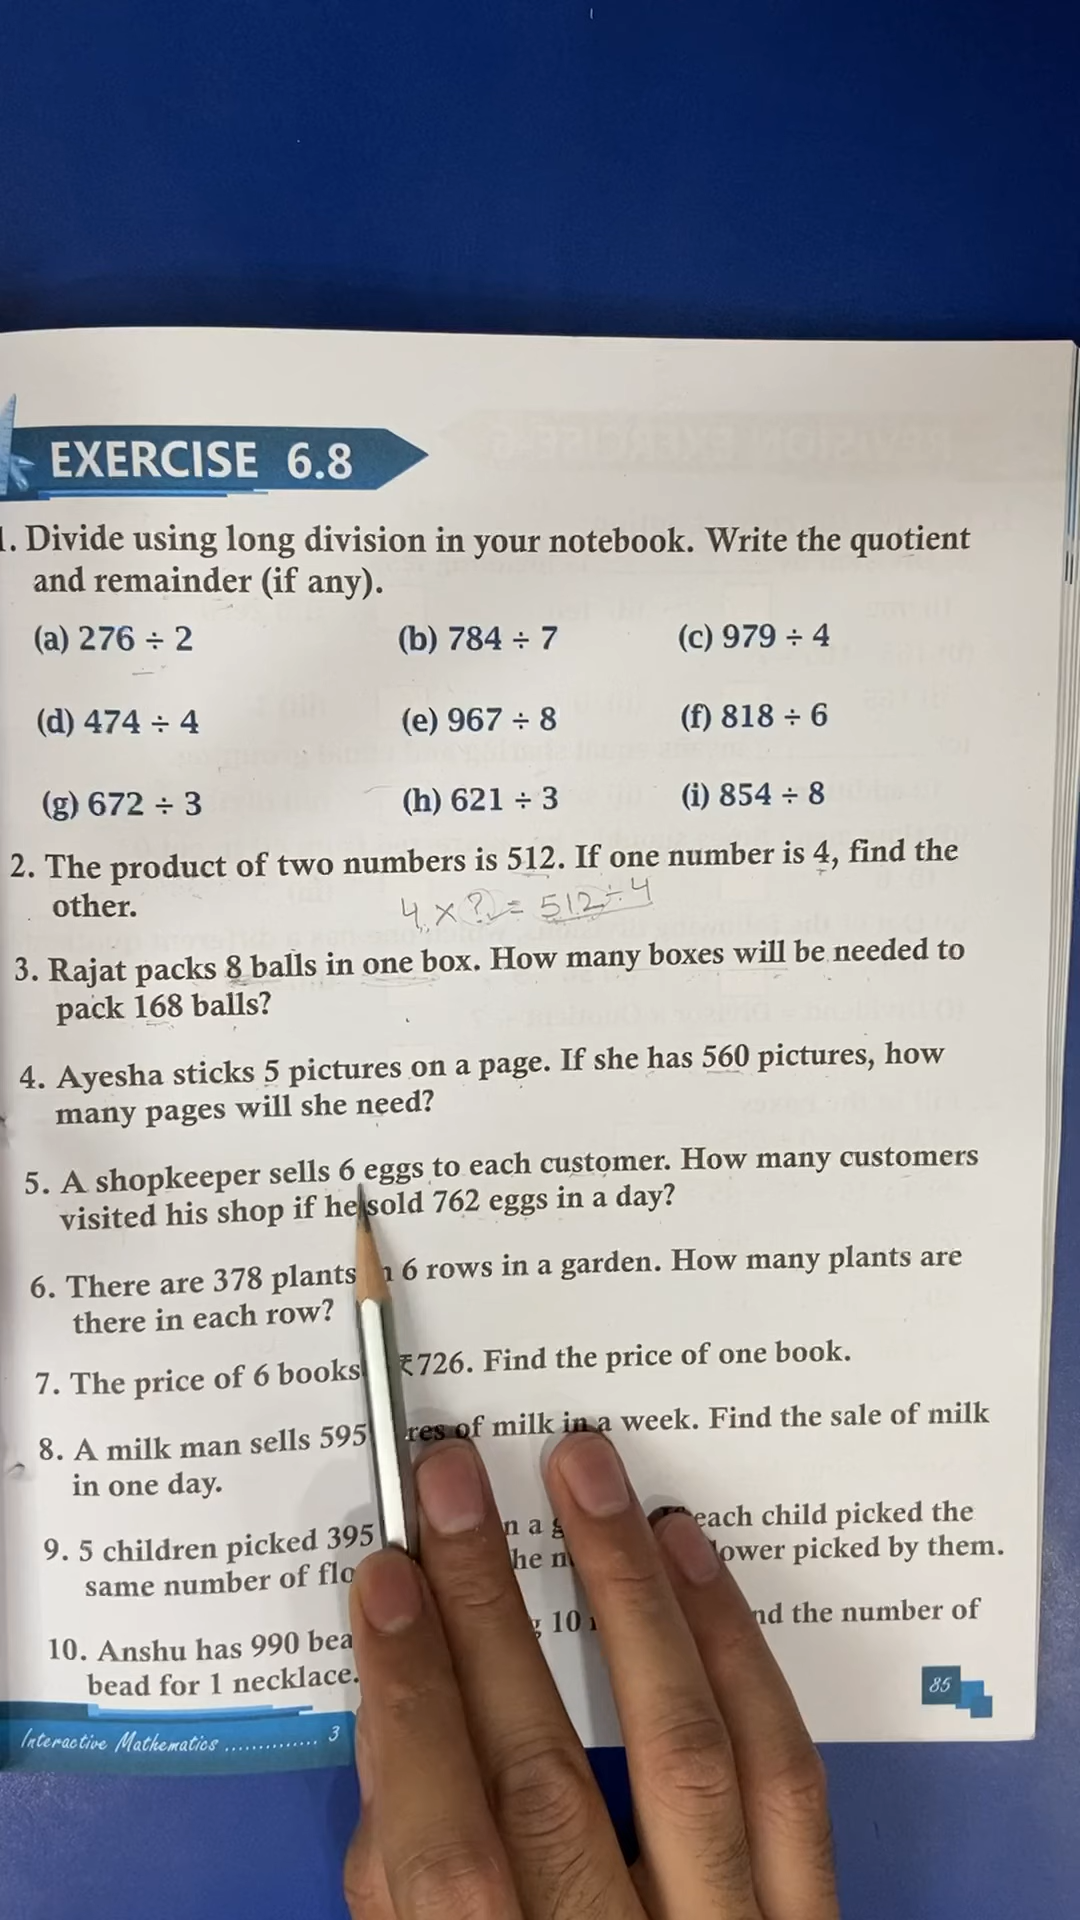 EXERCISE 6.8
1. Divide using long division in your notebook. Write the quotient
and remainder (if any).
(a) 276 ÷ 2 (b) 784 ÷ 7 (c) 979 ÷ 4
(d) 474 ÷ 4 (e) 967 ÷ 8 (f) 818 ÷ 6
(g) 672 ÷ 3 (h) 621 ÷ 3 (i) 854 ÷ 8
2. The product of two numbers is 512. If one number is 4, find the
other. 4 × ? = 512 ÷ 4
3. Rajat packs 8 balls in one box. How many boxes will be needed to
pack 168 balls?
4. Ayesha sticks 5 pictures on a page. If she has 560 pictures, how
many pages will she need?
5. A shopkeeper sells 6 eggs to each customer. How many customers
visited his shop if he sold 762 eggs in a day?
6. There are 378 plants 6 rows in a garden. How many plants are
there in each row?
7. The price of 6 books ₹726. Find the price of one book.
8. A milk man sells 595 of milk in a week. Find the sale of milk
in one day.
9. 5 children picked 395 each child picked the
same number of picked by them.
10. Anshu has 990 10 the number of
bead for 1 necklace.
85
Interactive Mathematics .............. 3